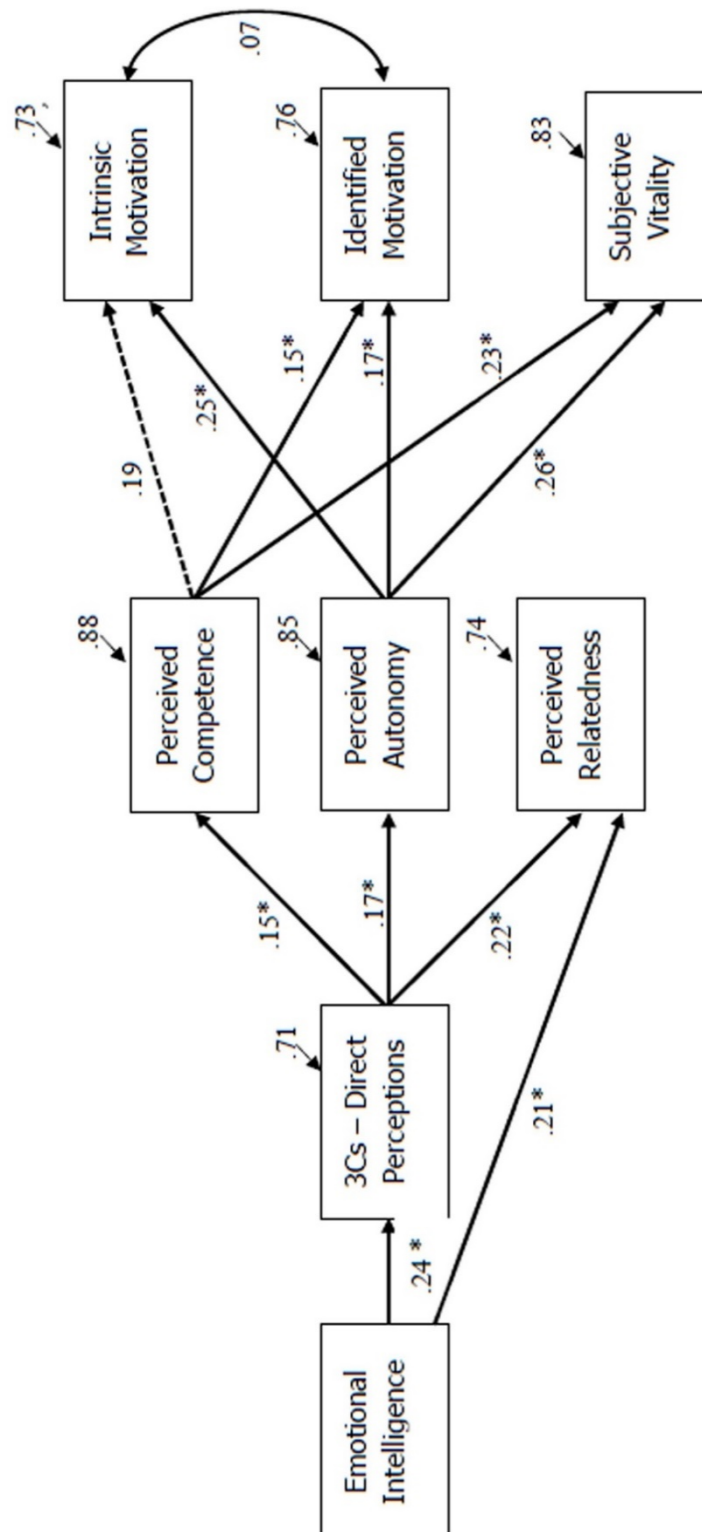 Emotional
Intelligence
.24 *
.21*
.71
3Cs – Direct
Perceptions
.15*
.17*
.22*
.88
Perceived
Competence
.85
Perceived
Autonomy
.74
Perceived
Relatedness
.19
.25*
.15*
.17*
.23*
.26*
.73,
Intrinsic
Motivation
.07
.76
Identified
Motivation
.83
Subjective
Vitality